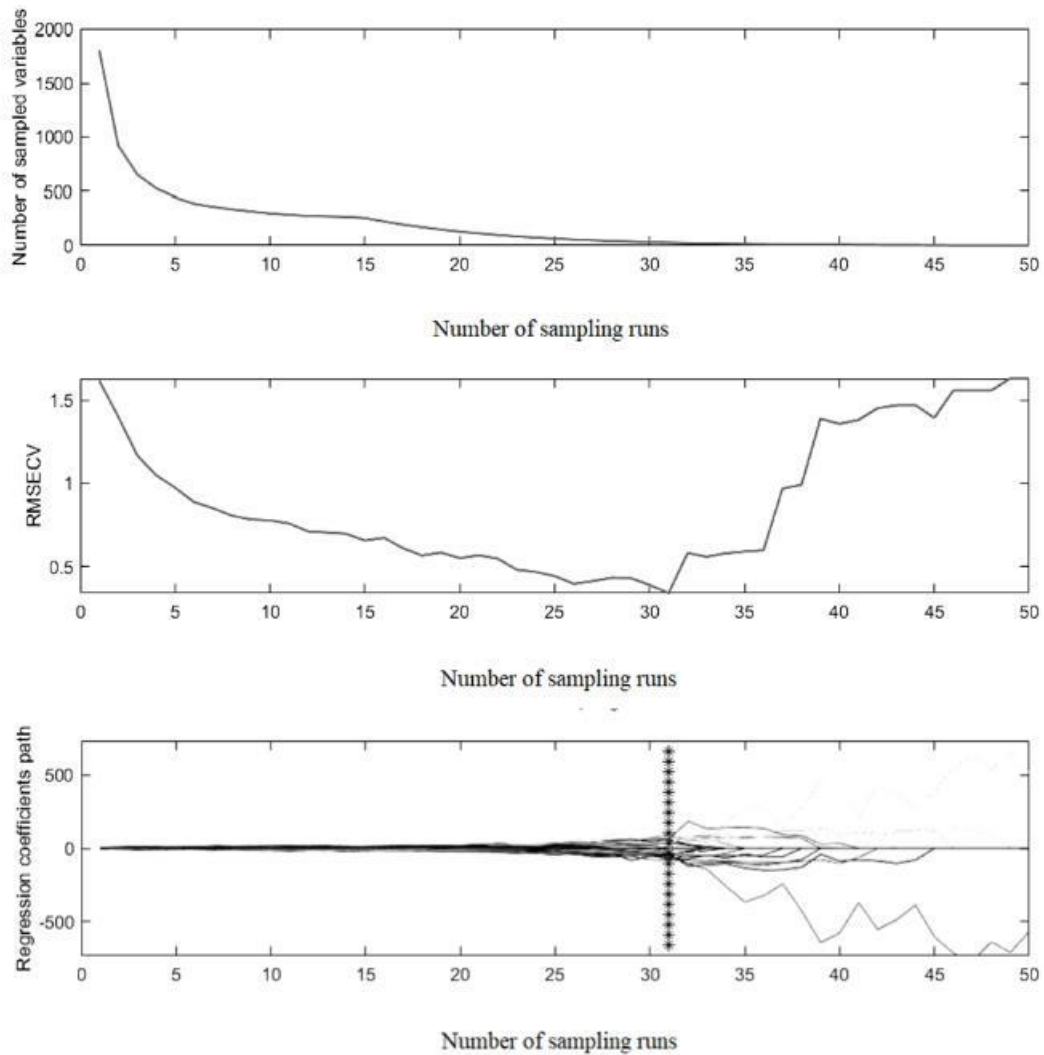 Number of sampled variables
2000
1500
1000
500
0
0 5 10 15 20 25 30 35 40 45 50
Number of sampling runs
RMSECV
1.5
1
0.5
0 5 10 15 20 25 30 35 40 45 50
Number of sampling runs
Regression coefficients path
500
0
-500
0 5 10 15 20 25 30 35 40 45 50
Number of sampling runs